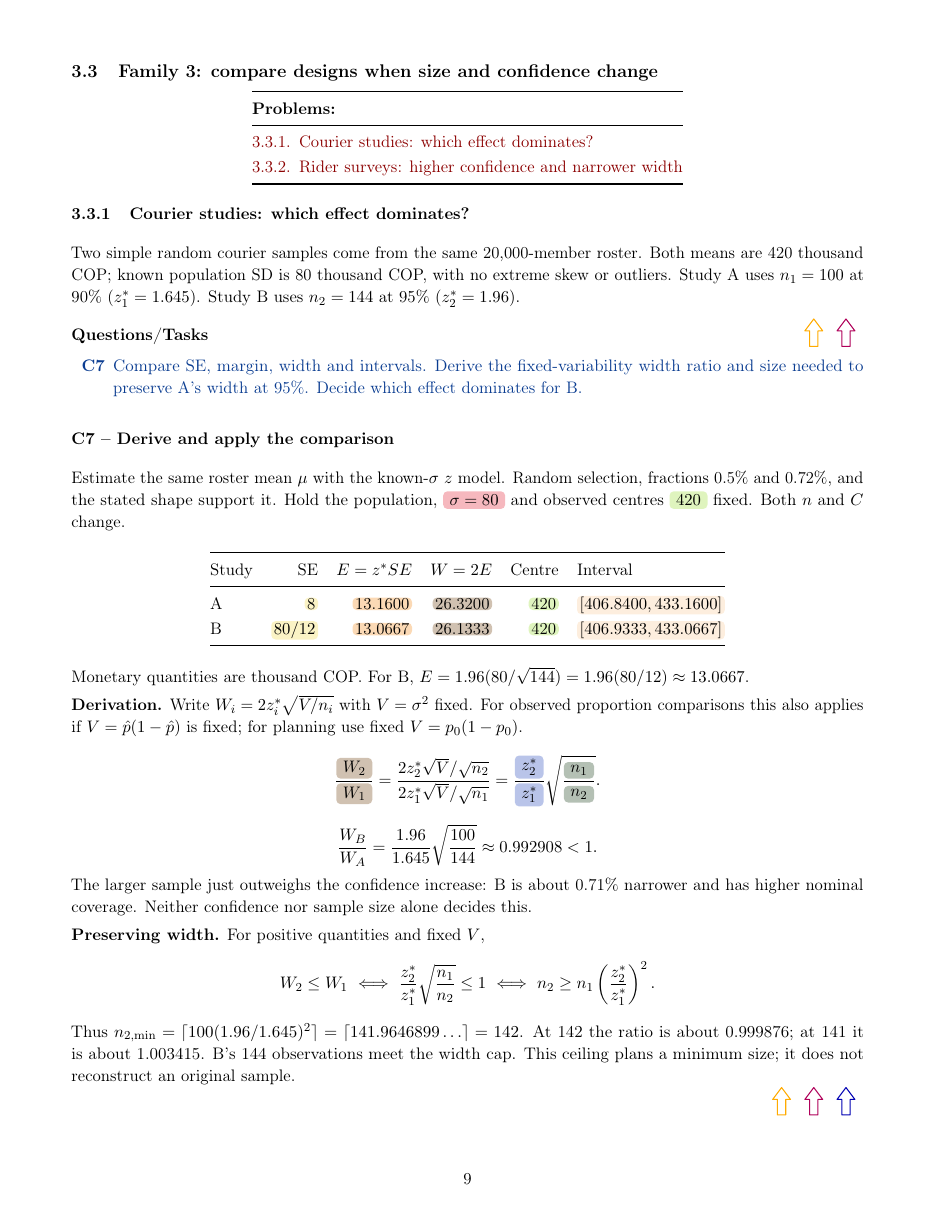 3.3 Family 3: compare designs when size and confidence change
Problems:
3.3.1. Courier studies: which effect dominates?
3.3.2. Rider surveys: higher confidence and narrower width
3.3.1 Courier studies: which effect dominates?
Two simple random courier samples come from the same 20,000-member roster. Both means are 420 thousand
COP; known population SD is 80 thousand COP, with no extreme skew or outliers. Study A uses n₁ = 100 at
90% (z₁* = 1.645). Study B uses n₂ = 144 at 95% (z₂* = 1.96).
Questions/Tasks
C7 Compare SE, margin, width and intervals. Derive the fixed-variability width ratio and size needed to
preserve A's width at 95%. Decide which effect dominates for B.
C7 – Derive and apply the comparison
Estimate the same roster mean μ with the known-σ z model. Random selection, fractions 0.5% and 0.72%, and
the stated shape support it. Hold the population, σ = 80 and observed centres 420 fixed. Both n and C
change.
Study SE E = z*SE W = 2E Centre Interval
A 8 13.1600 26.3200 420 [406.8400, 433.1600]
B 80/12 13.0667 26.1333 420 [406.9333, 433.0667]
Monetary quantities are thousand COP. For B, E = 1.96(80/√144) = 1.96(80/12) ≈ 13.0667.
Derivation. Write Wᵢ = 2zᵢ*√(V/nᵢ) with V = σ² fixed. For observed proportion comparisons this also applies
if V = p̂(1 − p̂) is fixed; for planning use fixed V = p₀(1 − p₀).
W₂/W₁ = (2z₂*√V/√n₂)/(2z₁*√V/√n₁) = (z₂*/z₁*)√(n₁/n₂).
W_B/W_A = (1.96/1.645)√(100/144) ≈ 0.992908 < 1.
The larger sample just outweighs the confidence increase: B is about 0.71% narrower and has higher nominal
coverage. Neither confidence nor sample size alone decides this.
Preserving width. For positive quantities and fixed V,
W₂ ≤ W₁ ⟺ (z₂*/z₁*)√(n₁/n₂) ≤ 1 ⟺ n₂ ≥ n₁(z₂*/z₁*)².
Thus n₂,min = ⌈100(1.96/1.645)²⌉ = ⌈141.9646899 . . .⌉ = 142. At 142 the ratio is about 0.999876; at 141 it
is about 1.003415. B's 144 observations meet the width cap. This ceiling plans a minimum size; it does not
reconstruct an original sample.
9